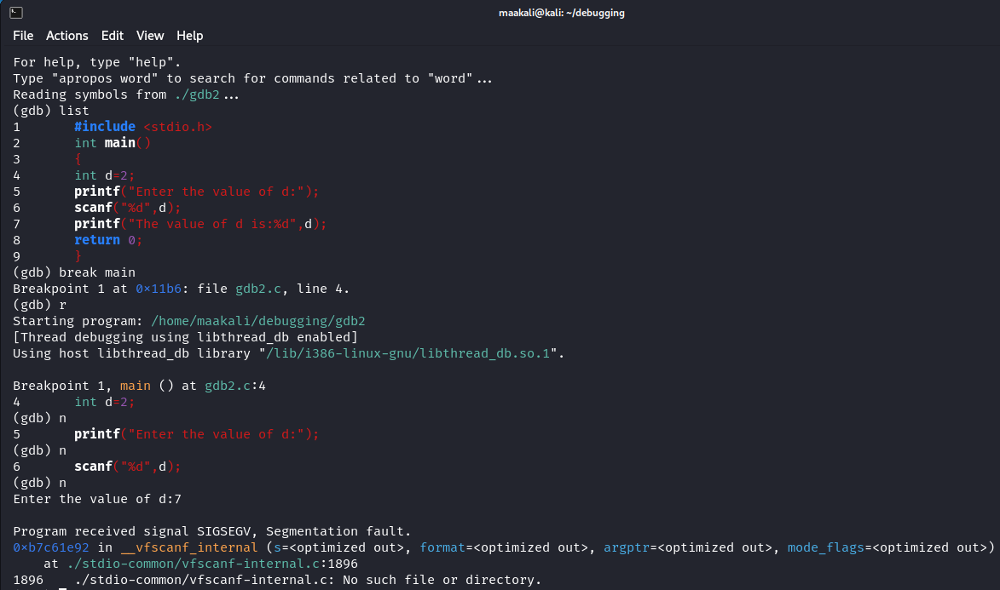 maakali@kali: ~/debugging
File Actions Edit View Help
For help, type "help".
Type "apropos word" to search for commands related to "word"...
Reading symbols from ./gdb2...
(gdb) list
1 #include <stdio.h>
2 int main()
3 {
4 int d=2;
5 printf("Enter the value of d:");
6 scanf("%d",d);
7 printf("The value of d is:%d",d);
8 return 0;
9 }
(gdb) break main
Breakpoint 1 at 0x11b6: file gdb2.c, line 4.
(gdb) r
Starting program: /home/maakali/debugging/gdb2
[Thread debugging using libthread_db enabled]
Using host libthread_db library "/lib/i386-linux-gnu/libthread_db.so.1".
Breakpoint 1, main () at gdb2.c:4
4 int d=2;
(gdb) n
5 printf("Enter the value of d:");
(gdb) n
6 scanf("%d",d);
(gdb) n
Enter the value of d:7
Program received signal SIGSEGV, Segmentation fault.
0xb7c61e92 in __vfscanf_internal (s=<optimized out>, format=<optimized out>, argptr=<optimized out>, mode_flags=<optimized out>)
at ./stdio-common/vfscanf-internal.c:1896
1896 ./stdio-common/vfscanf-internal.c: No such file or directory.